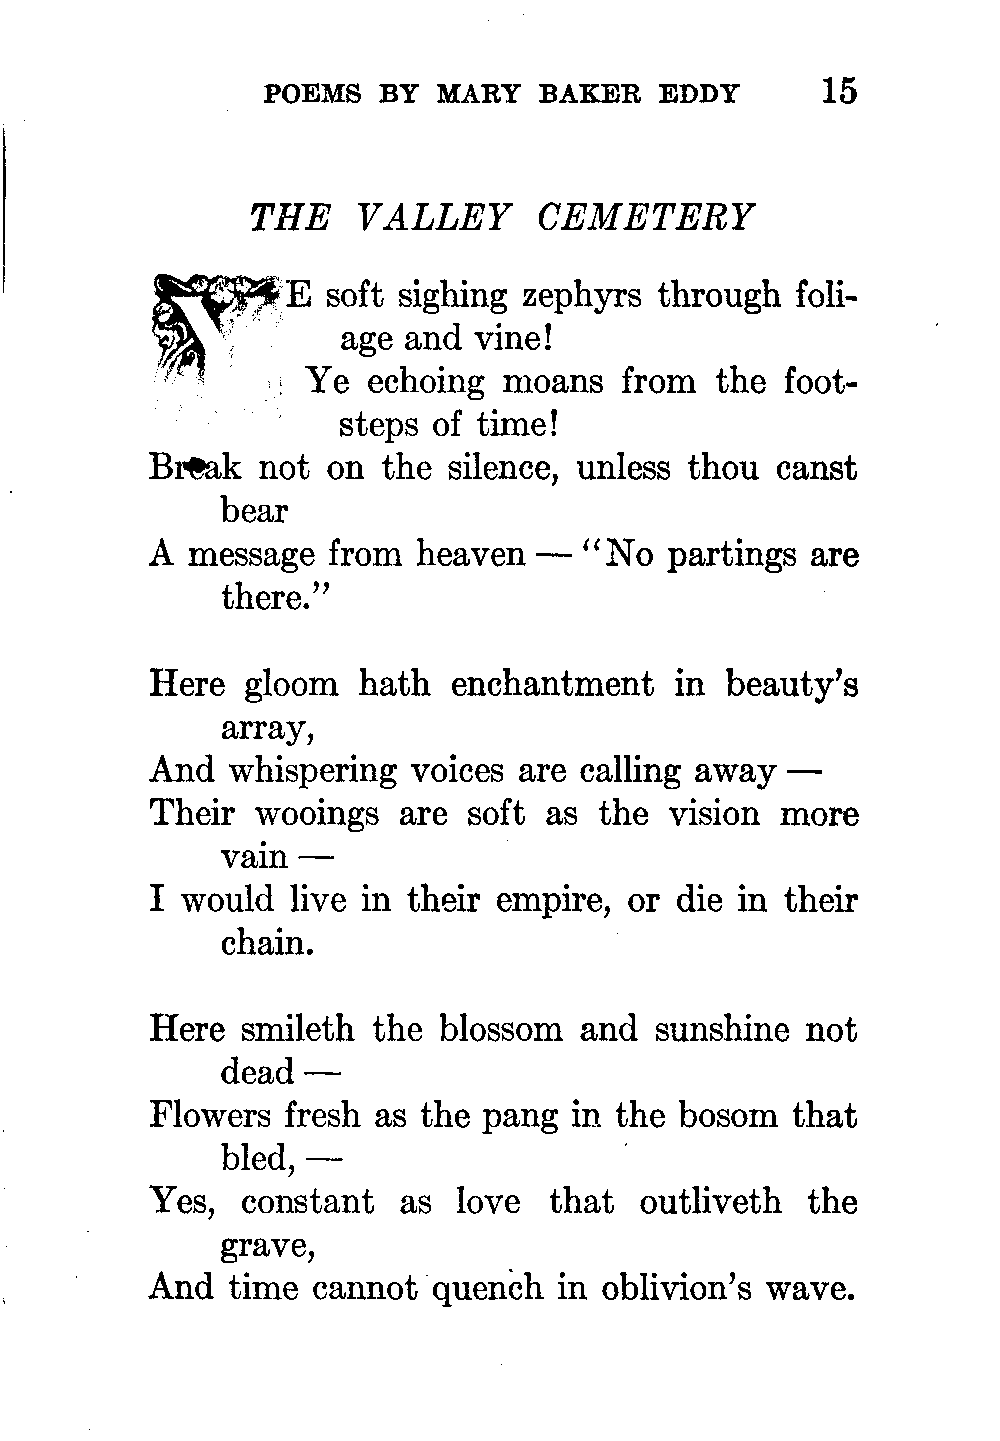 POEMS BY MARY BAKER EDDY 15
THE VALLEY CEMETERY
YE soft sighing zephyrs through foli-
age and vine!
Ye echoing moans from the foot-
steps of time!
Break not on the silence, unless thou canst
bear
A message from heaven — "No partings are
there."
Here gloom hath enchantment in beauty's
array,
And whispering voices are calling away —
Their wooings are soft as the vision more
vain —
I would live in their empire, or die in their
chain.
Here smileth the blossom and sunshine not
dead —
Flowers fresh as the pang in the bosom that
bled, —
Yes, constant as love that outliveth the
grave,
And time cannot quench in oblivion's wave.